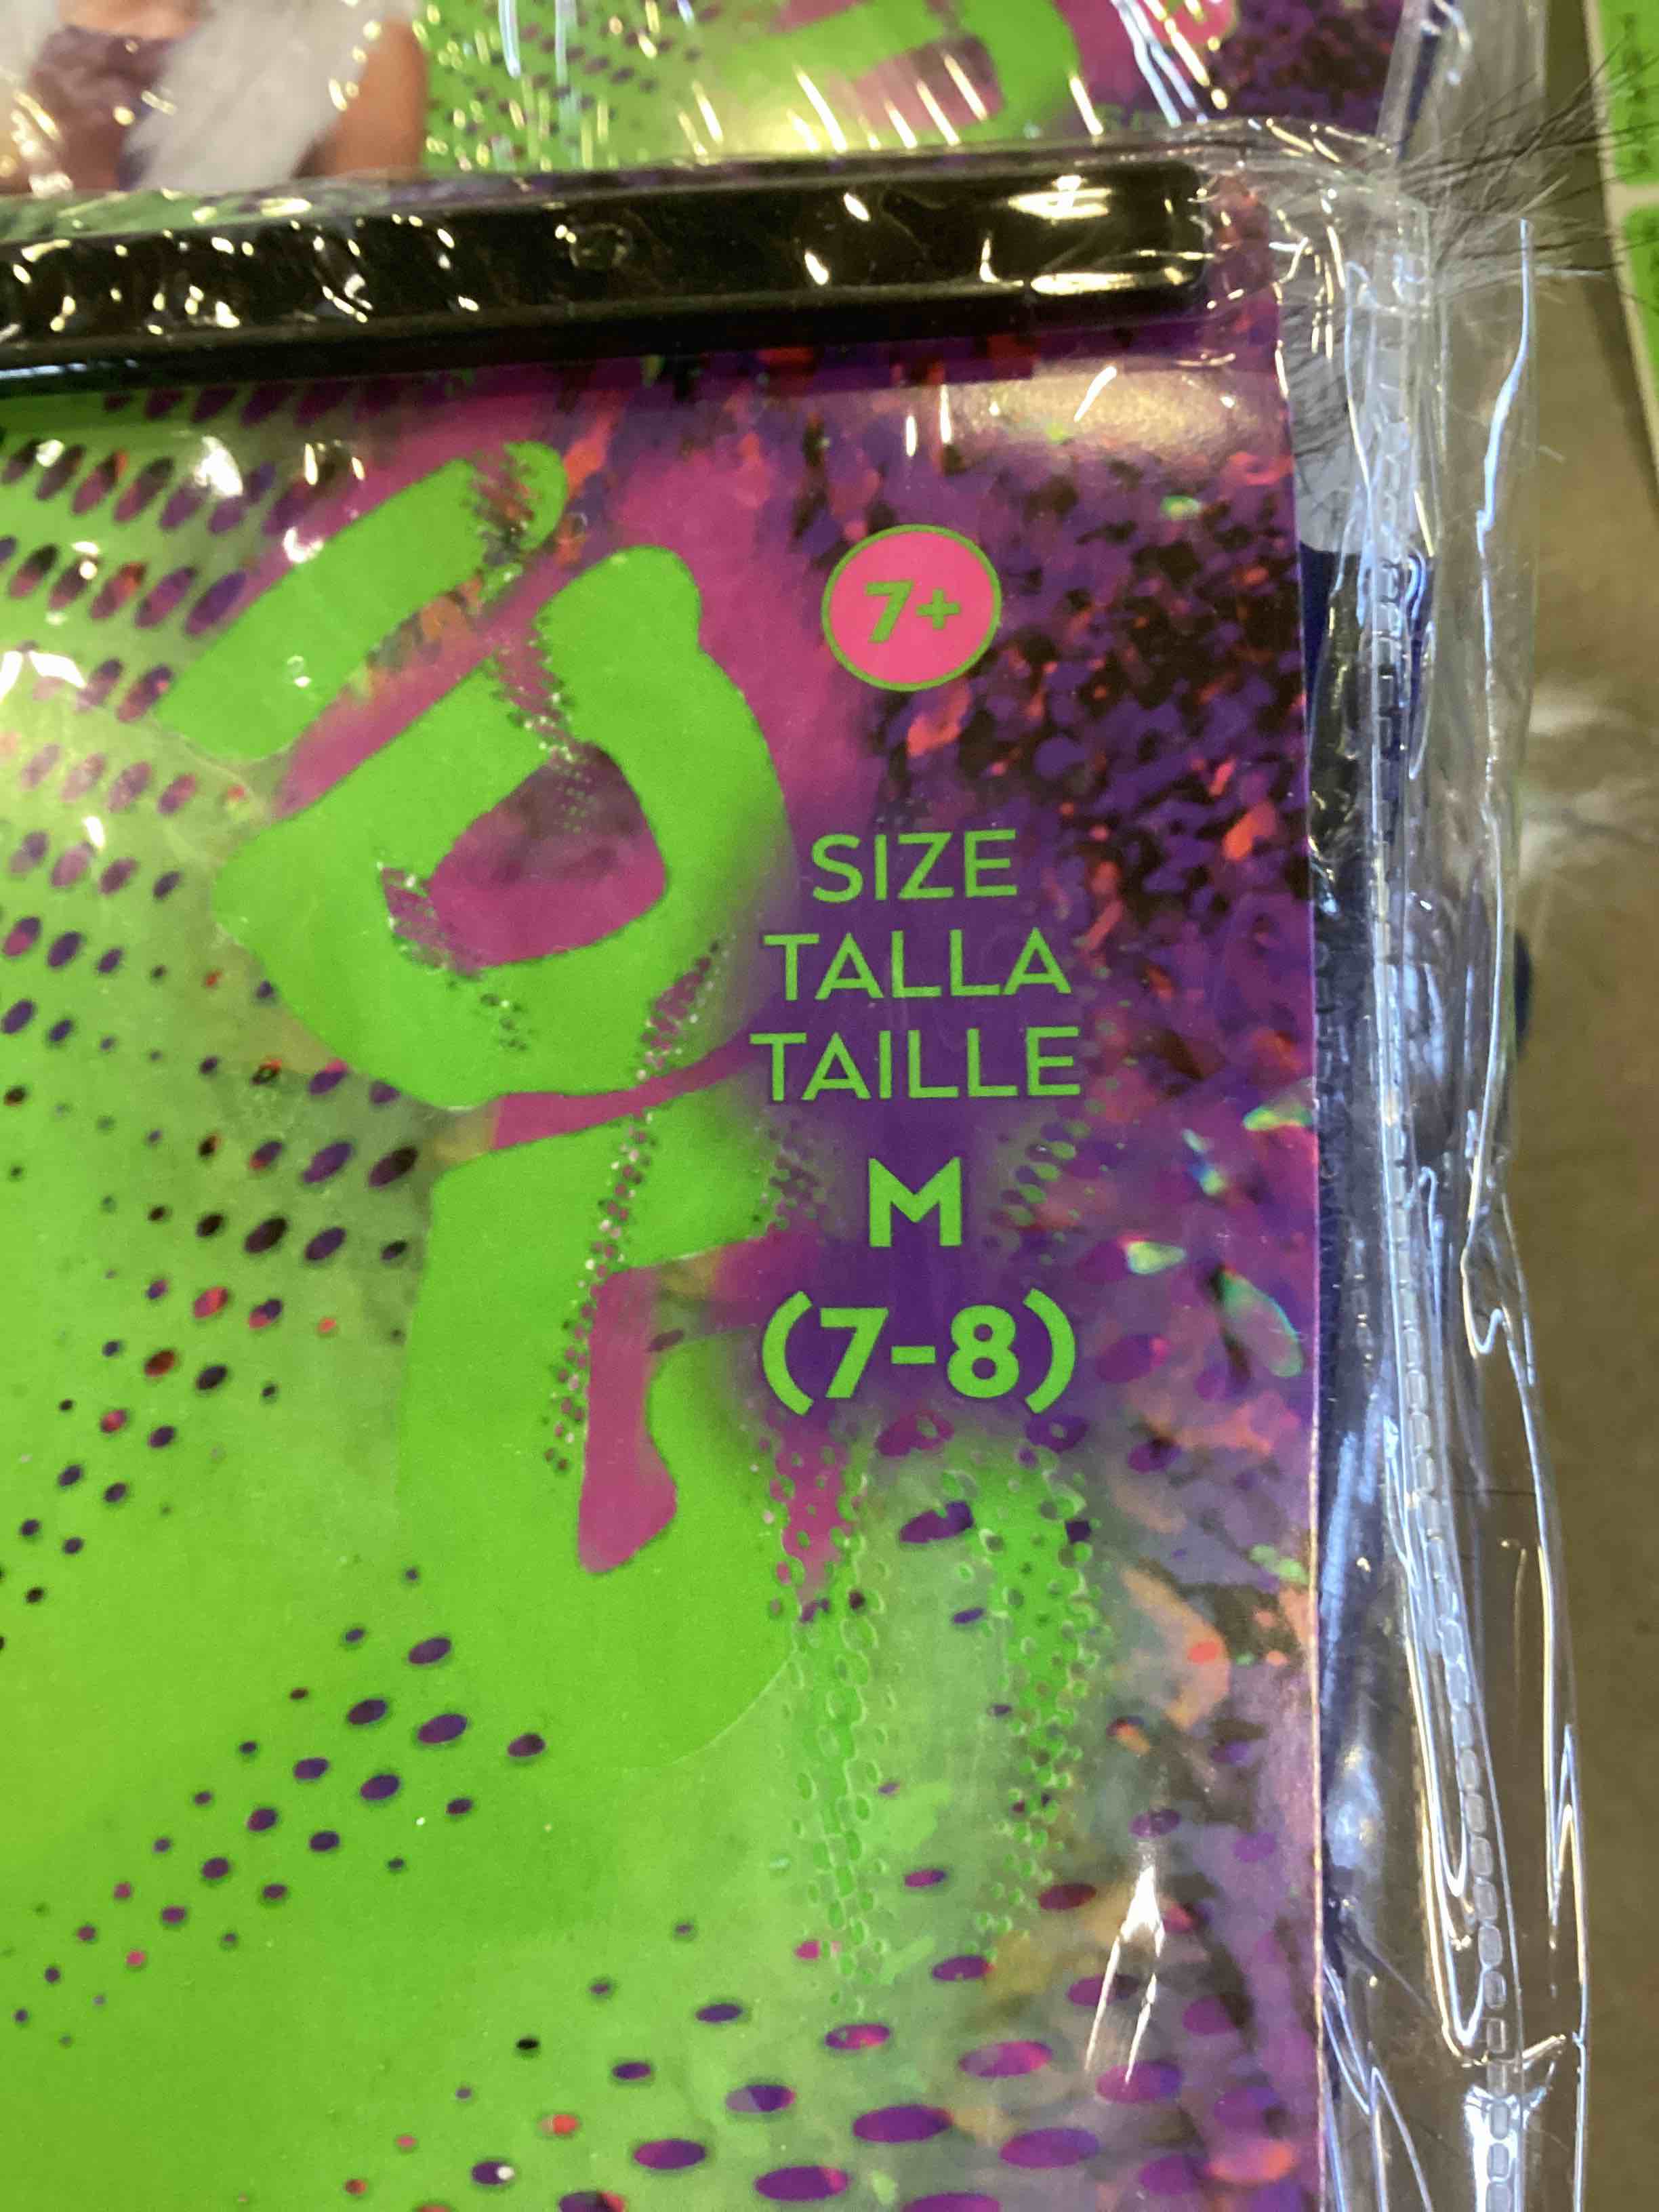 7+
SIZE
TALLA
TAILLE
M
(7-8)